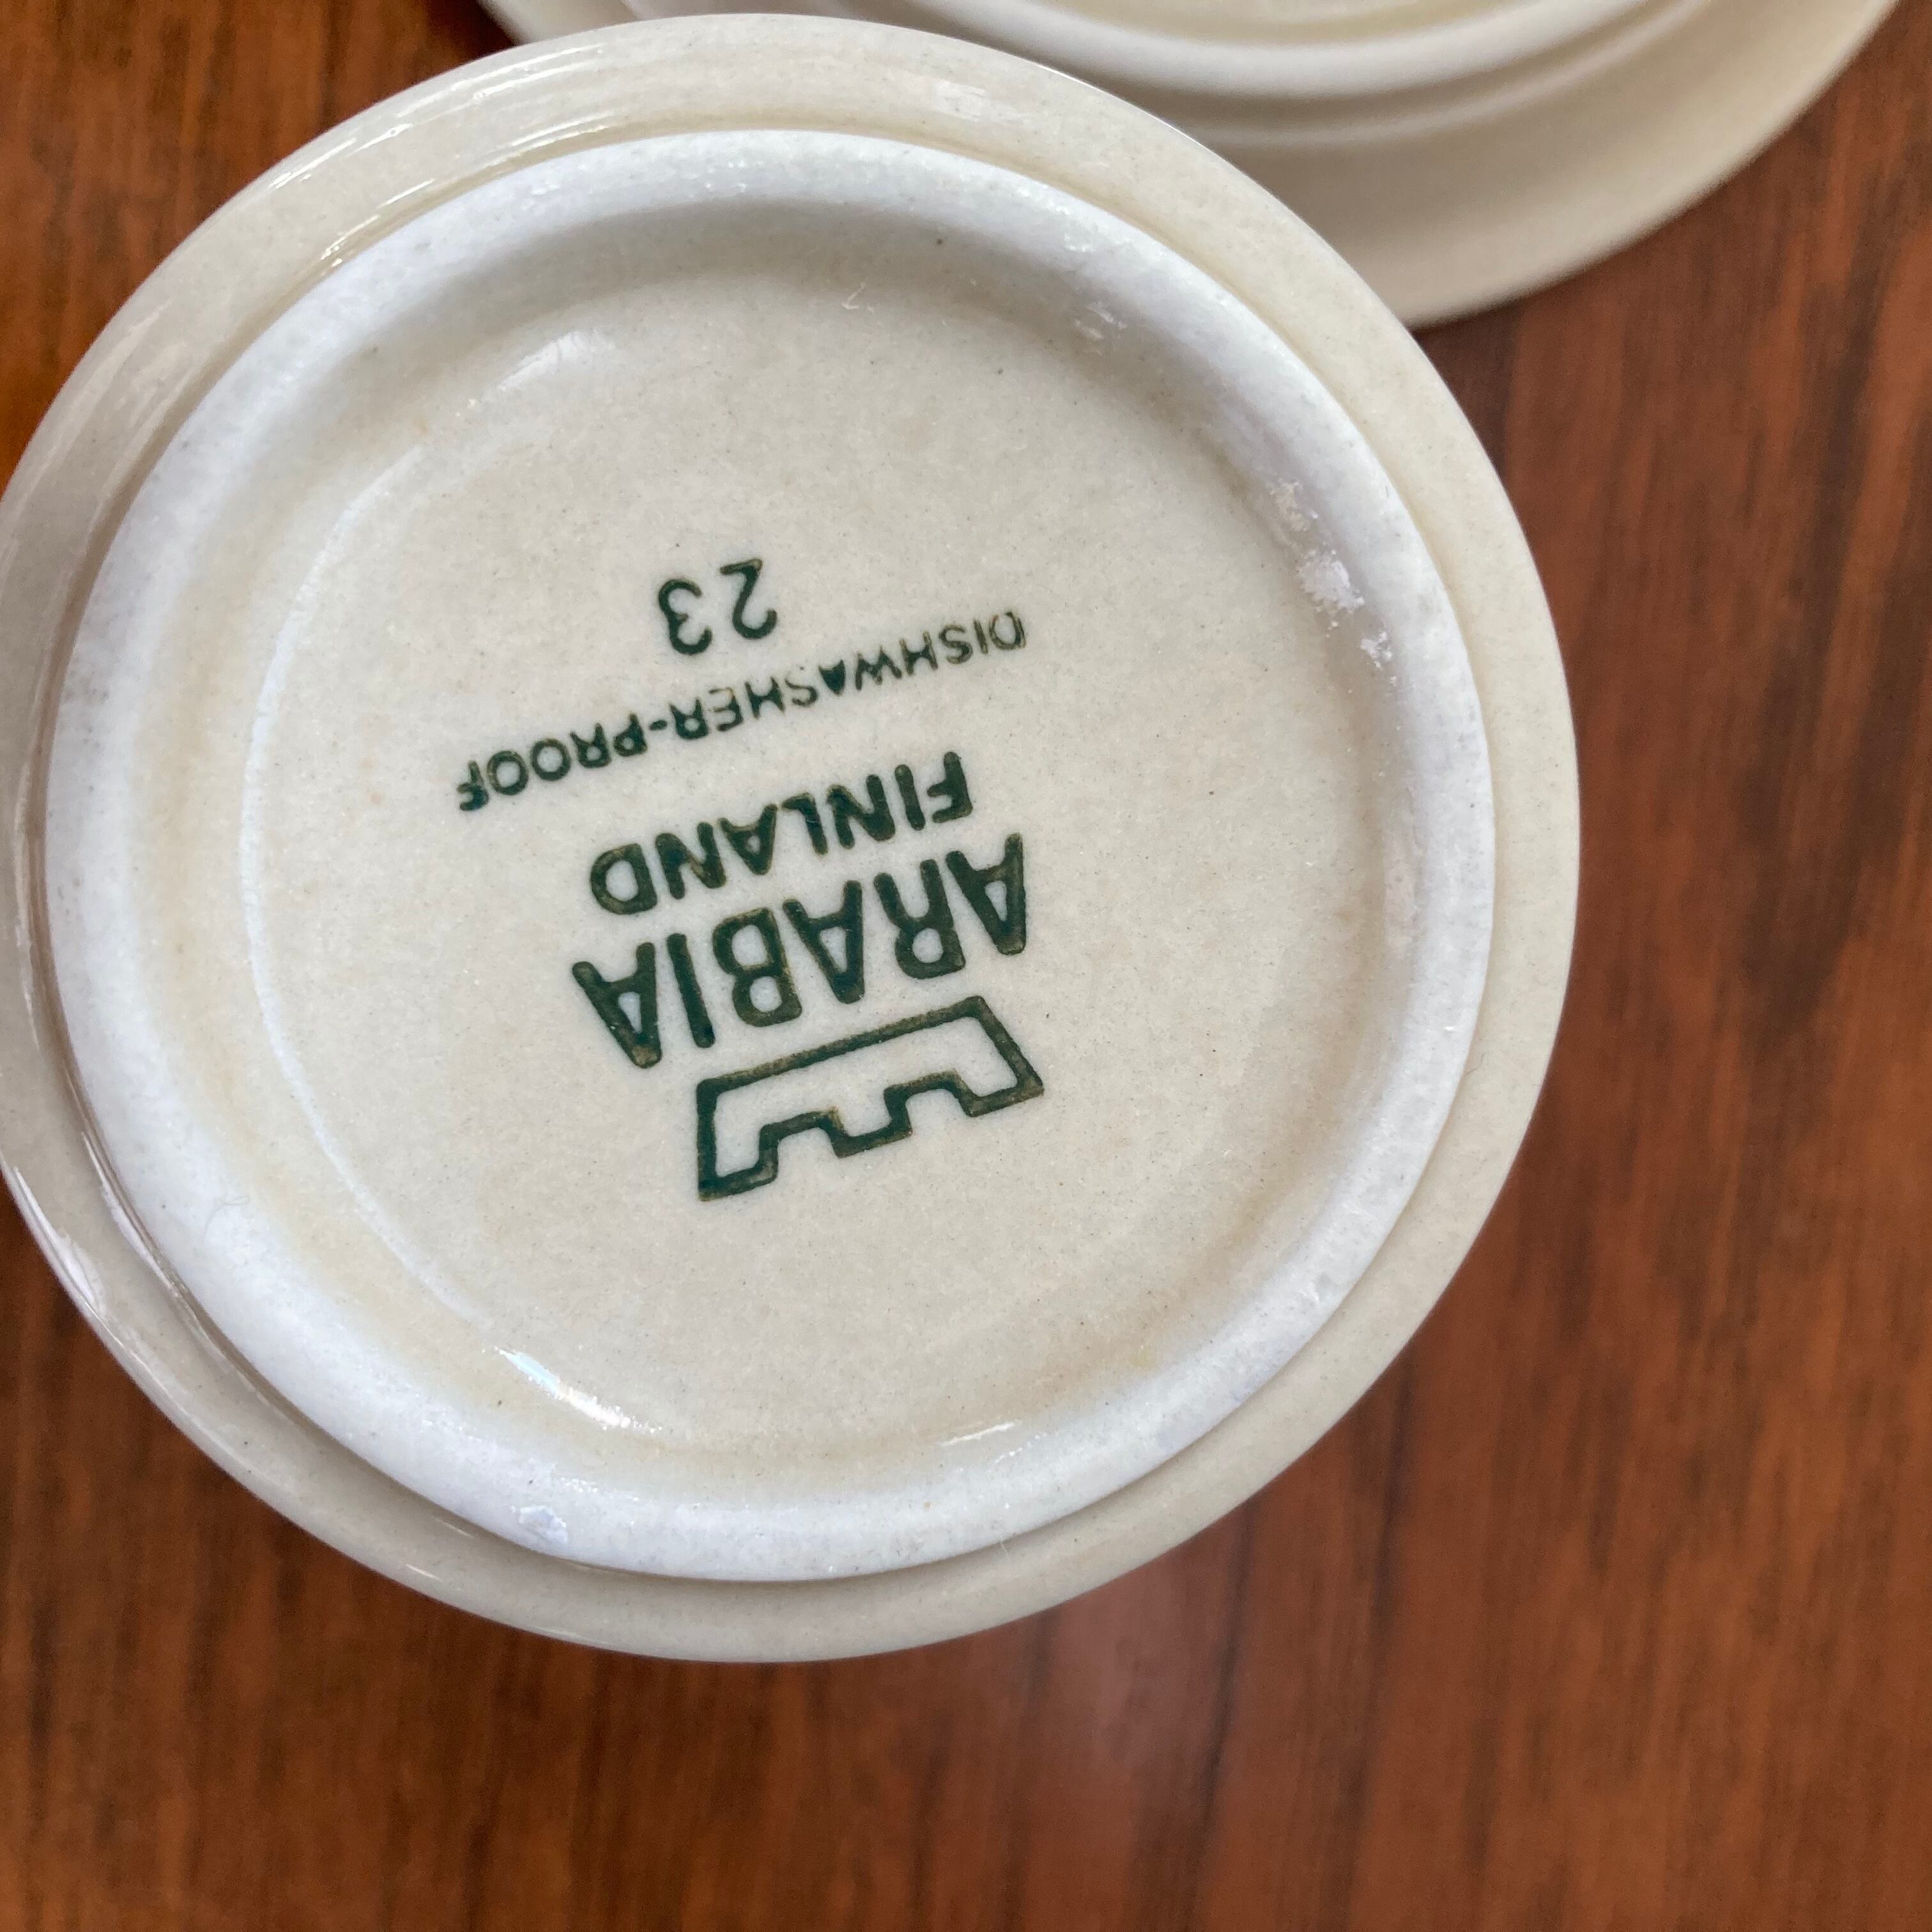 ARABIA
FINLAND
DISHWASHER-PROOF
23